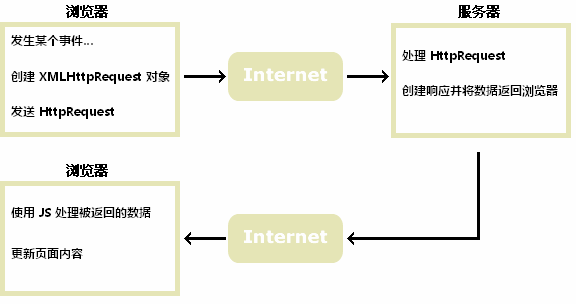 浏览器
发生某个事件...
创建 XMLHttpRequest 对象
发送 HttpRequest
Internet
服务器
处理 HttpRequest
创建响应并将数据返回浏览器
浏览器
使用 JS 处理被返回的数据
更新页面内容
Internet